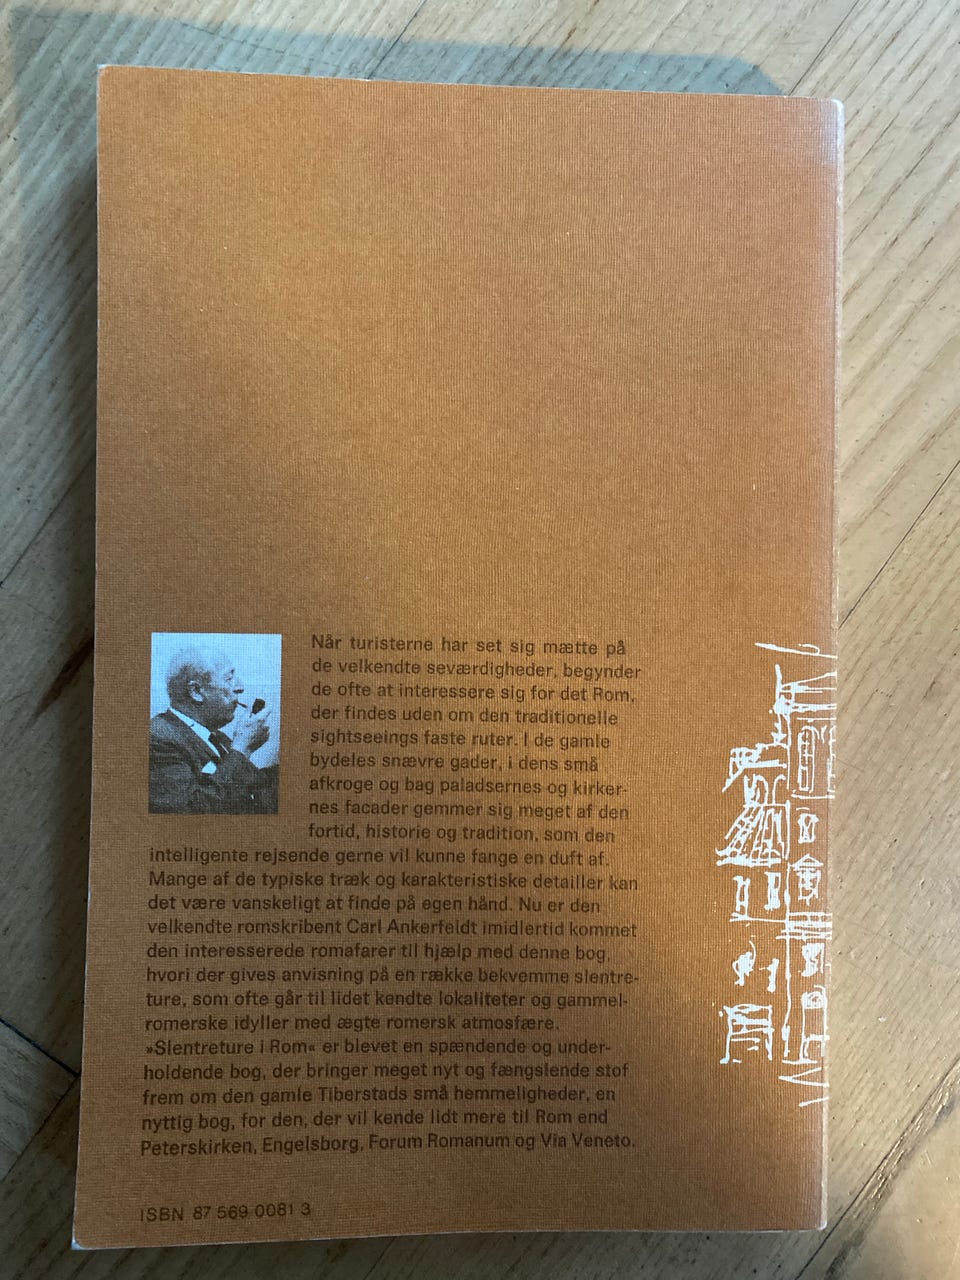 Når turisterne har set sig mætte på
de velkendte seværdigheder, begynder
de ofte at interessere sig for det Rom,
der findes uden om den traditionelle
sightseeings faste ruter. I de gamle
bydeles snævre gader, i dens små
afkroge og bag paladsernes og kirker-
nes facader gemmer sig meget af den
fortid, historie og tradition, som den
intelligente rejsende gerne vil kunne fange en duft af.
Mange af de typiske træk og karakteristiske detailler kan
det være vanskeligt at finde på egen hånd. Nu er den
velkendte romskribent Carl Ankerfeldt imidlertid kommet
den interesserede romafarer til hjælp med denne bog,
hvori der gives anvisning på en række bekvemme slentre-
ture, som ofte går til lidet kendte lokaliteter og gammel-
romerske idyller med ægte romersk atmosfære.
»Slentreture i Rom« er blevet en spændende og under-
holdende bog, der bringer meget nyt og fængslende stof
frem om den gamle Tiberstads små hemmeligheder, en
nyttig bog, for den, der vil kende lidt mere til Rom end
Peterskirken, Engelsborg, Forum Romanum og Via Veneto.
ISBN 87 569 0081 3